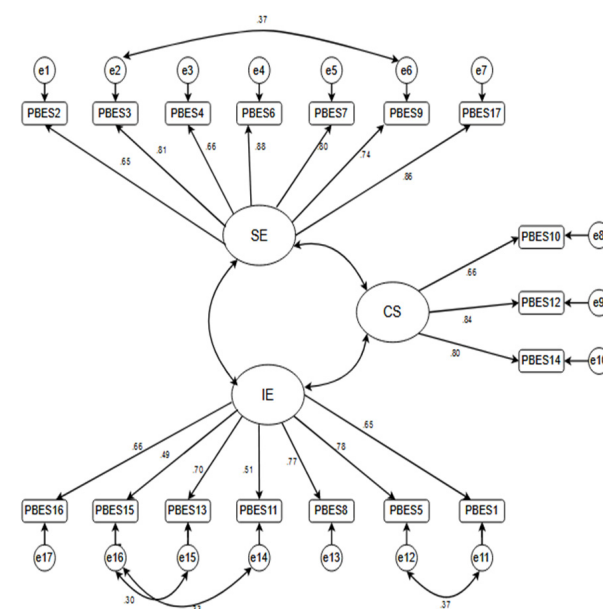 .37
e1 e2 e3 e4 e5 e6 e7
PBES2 PBES3 PBES4 PBES6 PBES7 PBES9 PBES17
.65 .81 .66 .88 .80 .74 .86
SE
PBES10 e8
.66
CS
PBES12 e9
.84
.80
PBES14 e10
IE
.66 .49 .70 .51 .77 .78 .65
PBES16 PBES15 PBES13 PBES11 PBES8 PBES5 PBES1
e17 e16 e15 e14 e13 e12 e11
.30 .37